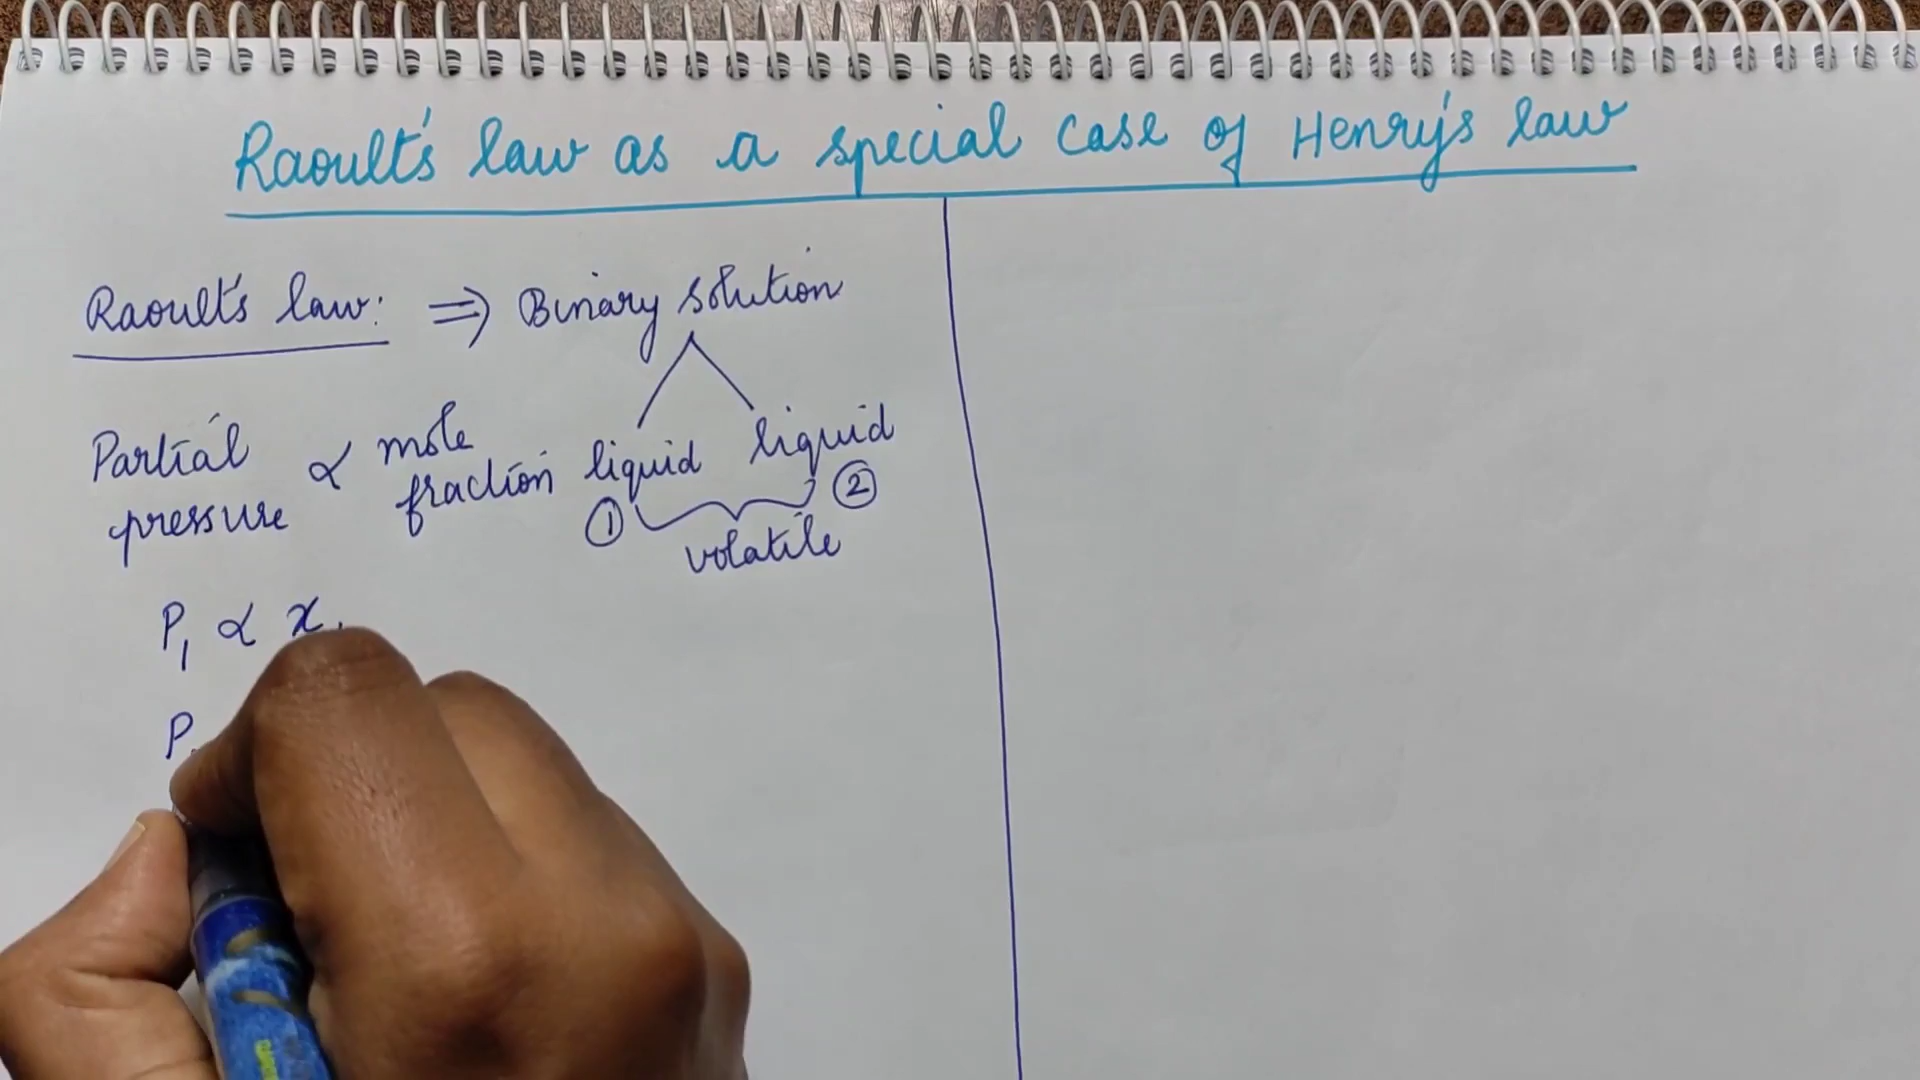 Raoult's law as a special case of Henry's law
Raoult's law: ⇒ Binary solution
Partial pressure ∝ mole fraction
liquid liquid
① ②
volatile
P₁ ∝ x
P